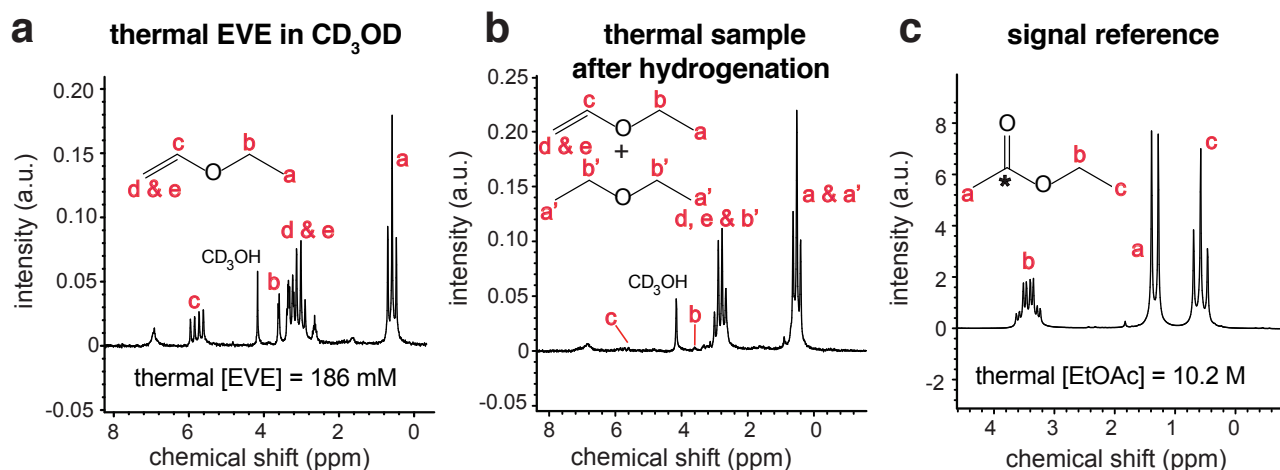 a thermal EVE in CD₃OD
intensity (a.u.)
0.20
0.15
0.10
0.05
0
-0.05
8 6 4 2 0
chemical shift (ppm)
c b
O
d & e a
a
d & e
CD₃OH
b
c
thermal [EVE] = 186 mM
b thermal sample
after hydrogenation
intensity (a.u.)
0.25
0.20
0.15
0.10
0.05
0
-0.05
8 6 4 2 0
chemical shift (ppm)
c b
O
d & e a
+
b' b'
O
a' a'
a & a'
d, e & b'
CD₃OH
c b
c signal reference
intensity (a.u.)
8
6
4
2
0
-2
4 3 2 1 0
chemical shift (ppm)
O
*
a O b c
c
a
b
thermal [EtOAc] = 10.2 M